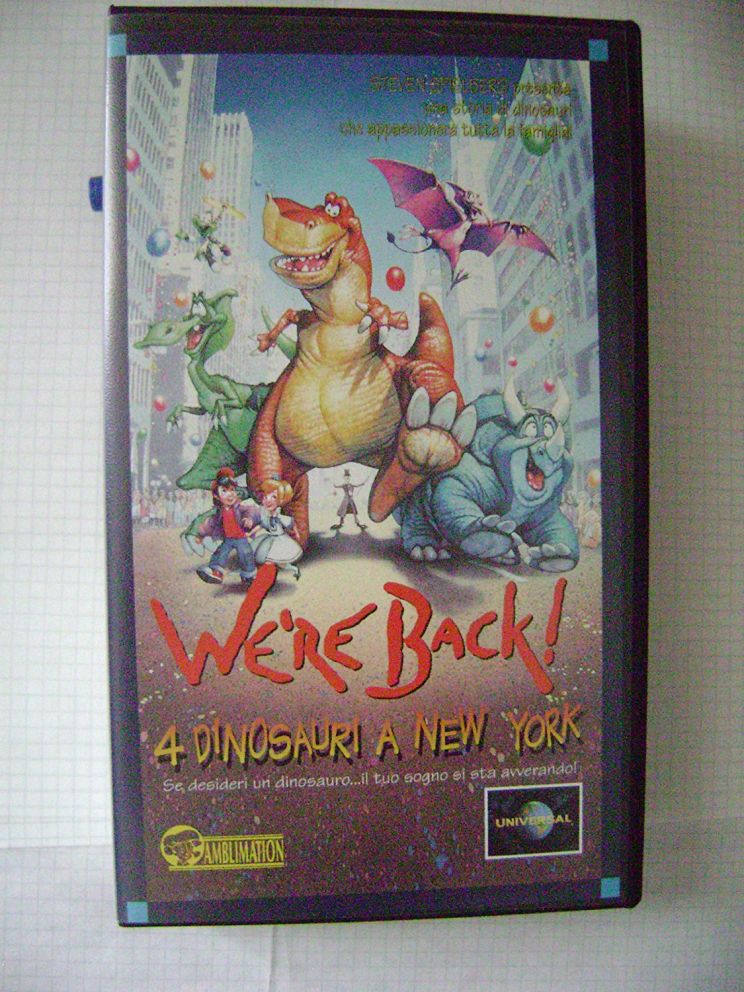 STEVEN SPIELBERG presenta
una storia di dinosauri
che appassionerà tutta la famiglia!
WE'RE BACK!
4 DINOSAURI A NEW YORK
Se desideri un dinosauro...il tuo sogno si sta avverando!
AMBLIMATION
UNIVERSAL